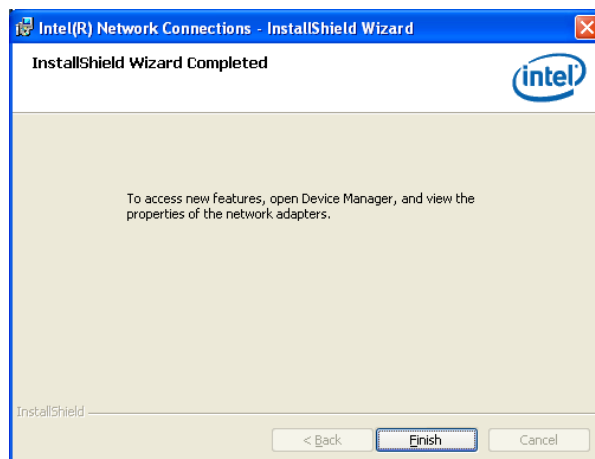 Intel(R) Network Connections - InstallShield Wizard
InstallShield Wizard Completed
intel
To access new features, open Device Manager, and view the
properties of the network adapters.
InstallShield
< Back
Finish
Cancel